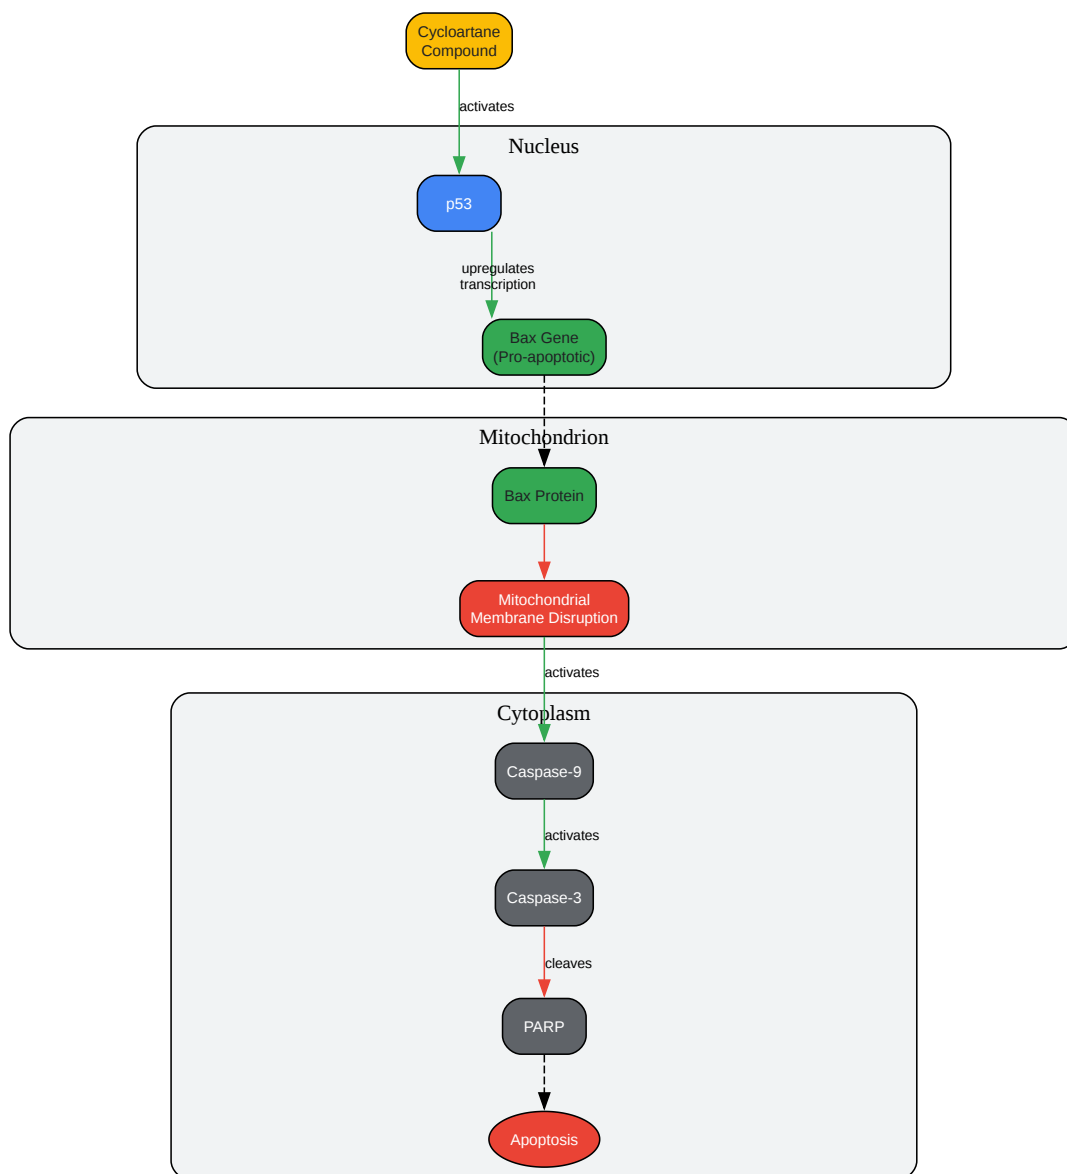 Cycloartane
Compound
activates
Nucleus
p53
upregulates
transcription
Bax Gene
(Pro-apoptotic)
Mitochondrion
Bax Protein
Mitochondrial
Membrane Disruption
activates
Cytoplasm
Caspase-9
activates
Caspase-3
cleaves
PARP
Apoptosis